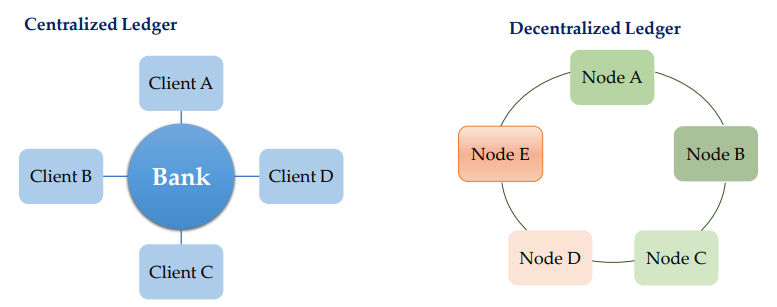 Centralized Ledger
Client A
Client B
Bank
Client D
Client C
Decentralized Ledger
Node A
Node E
Node B
Node D
Node C